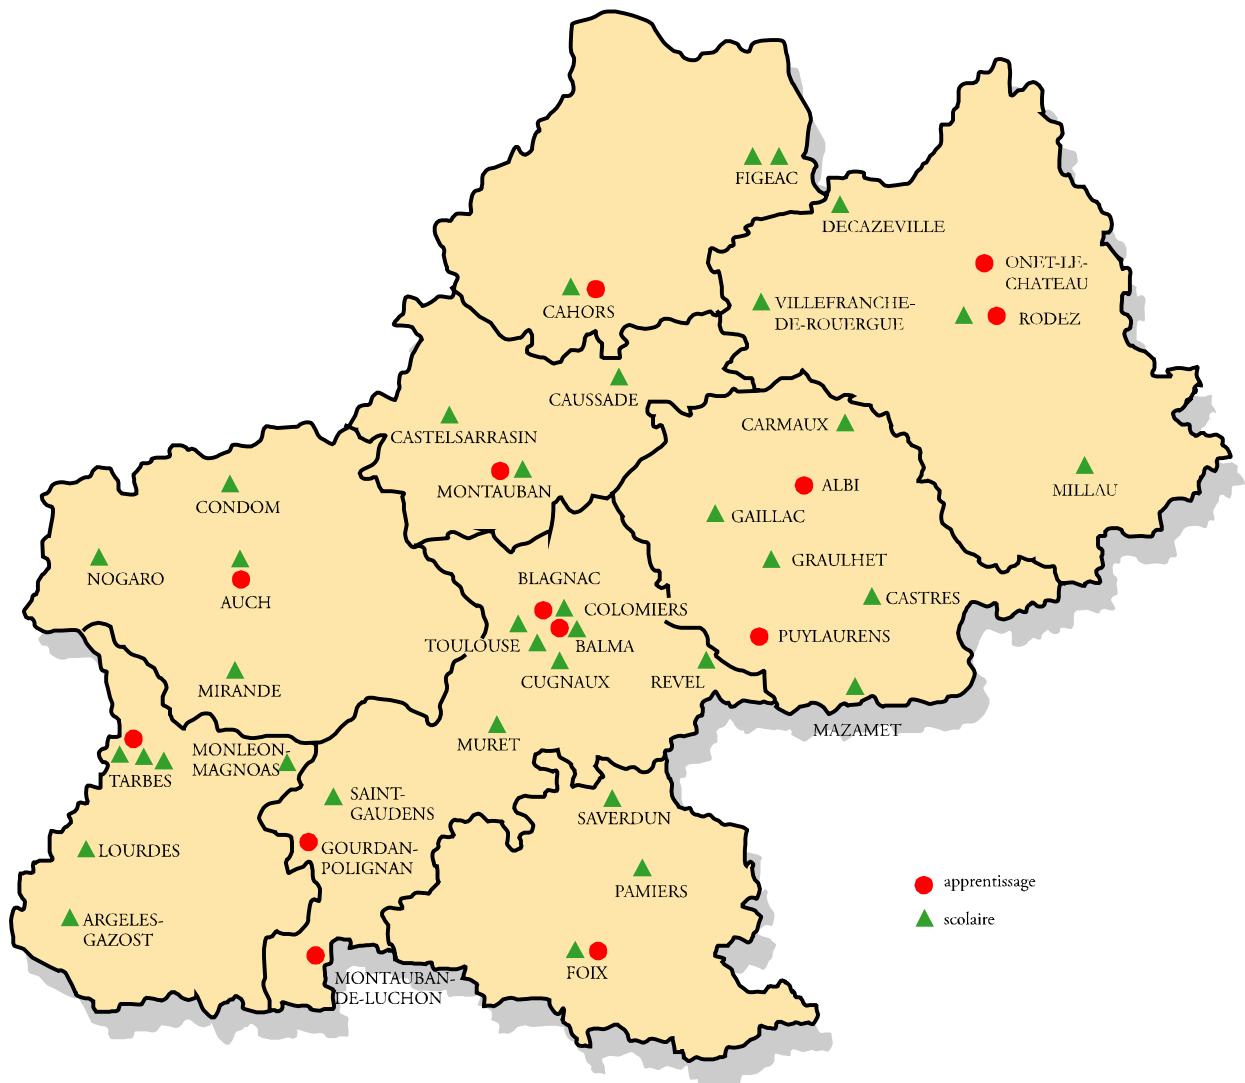 FIGEAC
DECAZEVILLE
ONET-LE-
CHATEAU
CAHORS
VILLEFRANCHE-
DE-ROUERGUE
RODEZ
CAUSSADE
CARMAUX
CASTELSARRASIN
MONTAUBAN
ALBI
MILLAU
CONDOM
GAILLAC
GRAULHET
NOGARO
BLAGNAC
AUCH
COLOMIERS
CASTRES
PUYLAURENS
TOULOUSE
BALMA
CUGNAUX
REVEL
MIRANDE
MAZAMET
MURET
MONLEON-
MAGNOAS
TARBES
SAINT-
GAUDENS
SAVERDUN
LOURDES
GOURDAN-
POLIGNAN
PAMIERS
apprentissage
ARGELES-
GAZOST
scolaire
FOIX
MONTAUBAN-
DE-LUCHON